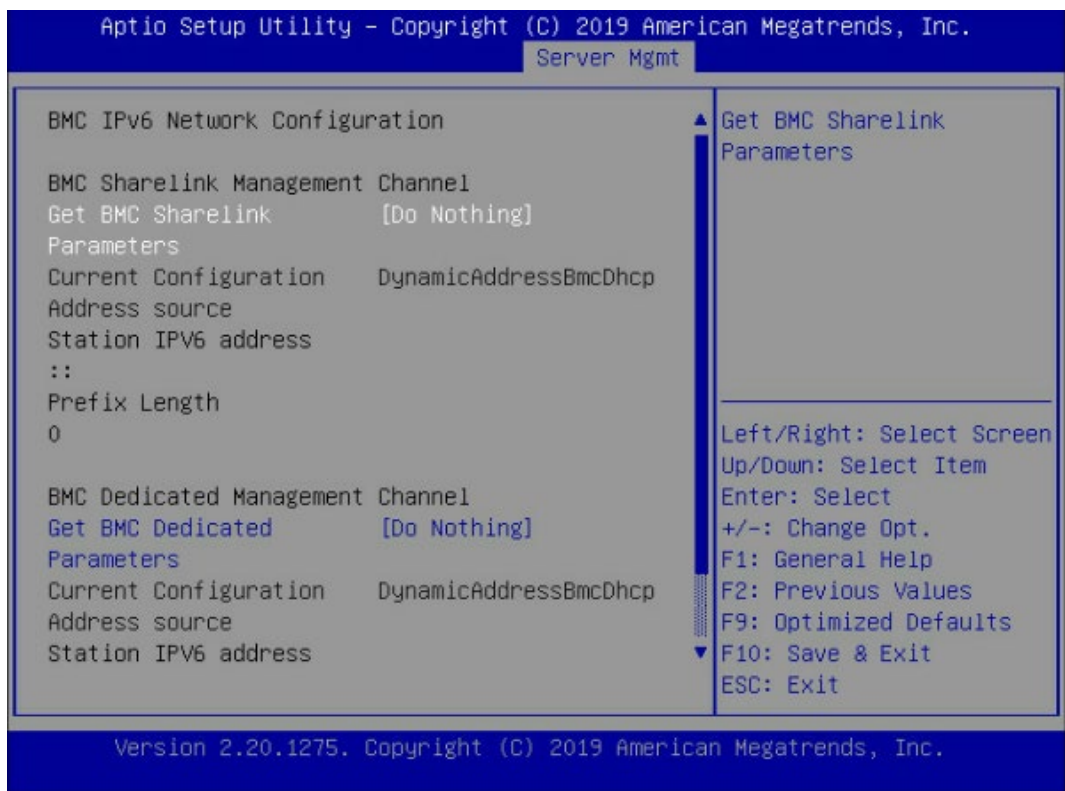 Aptio Setup Utility – Copyright (C) 2019 American Megatrends, Inc.
Server Mgmt
BMC IPv6 Network Configuration
BMC Sharelink Management Channel
Get BMC Sharelink [Do Nothing]
Parameters
Current Configuration DynamicAddressBmcDhcp
Address source
Station IPV6 address
::
Prefix Length
0
BMC Dedicated Management Channel
Get BMC Dedicated [Do Nothing]
Parameters
Current Configuration DynamicAddressBmcDhcp
Address source
Station IPV6 address
Get BMC Sharelink
Parameters
Left/Right: Select Screen
Up/Down: Select Item
Enter: Select
+/-: Change Opt.
F1: General Help
F2: Previous Values
F9: Optimized Defaults
F10: Save & Exit
ESC: Exit
Version 2.20.1275. Copyright (C) 2019 American Megatrends, Inc.